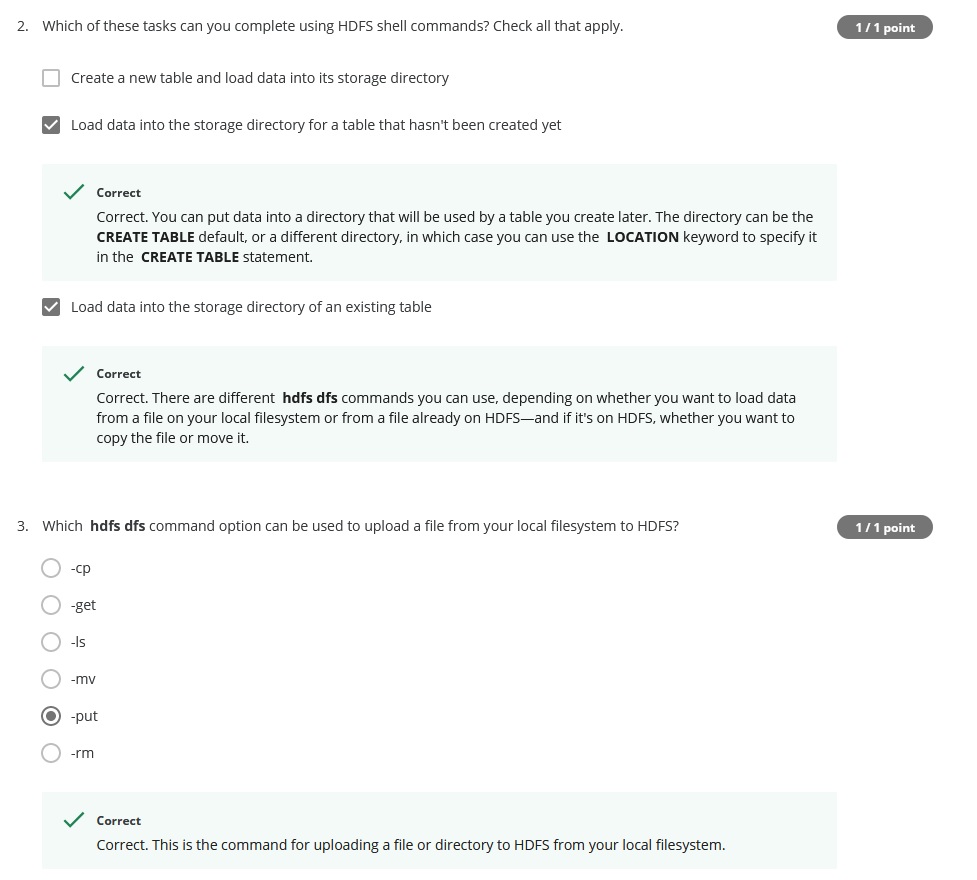 2. Which of these tasks can you complete using HDFS shell commands? Check all that apply.
1 / 1 point
Create a new table and load data into its storage directory
Load data into the storage directory for a table that hasn't been created yet
Correct
Correct. You can put data into a directory that will be used by a table you create later. The directory can be the
CREATE TABLE default, or a different directory, in which case you can use the LOCATION keyword to specify it
in the CREATE TABLE statement.
Load data into the storage directory of an existing table
Correct
Correct. There are different hdfs dfs commands you can use, depending on whether you want to load data
from a file on your local filesystem or from a file already on HDFS—and if it's on HDFS, whether you want to
copy the file or move it.
3. Which hdfs dfs command option can be used to upload a file from your local filesystem to HDFS?
1 / 1 point
-cp
-get
-ls
-mv
-put
-rm
Correct
Correct. This is the command for uploading a file or directory to HDFS from your local filesystem.